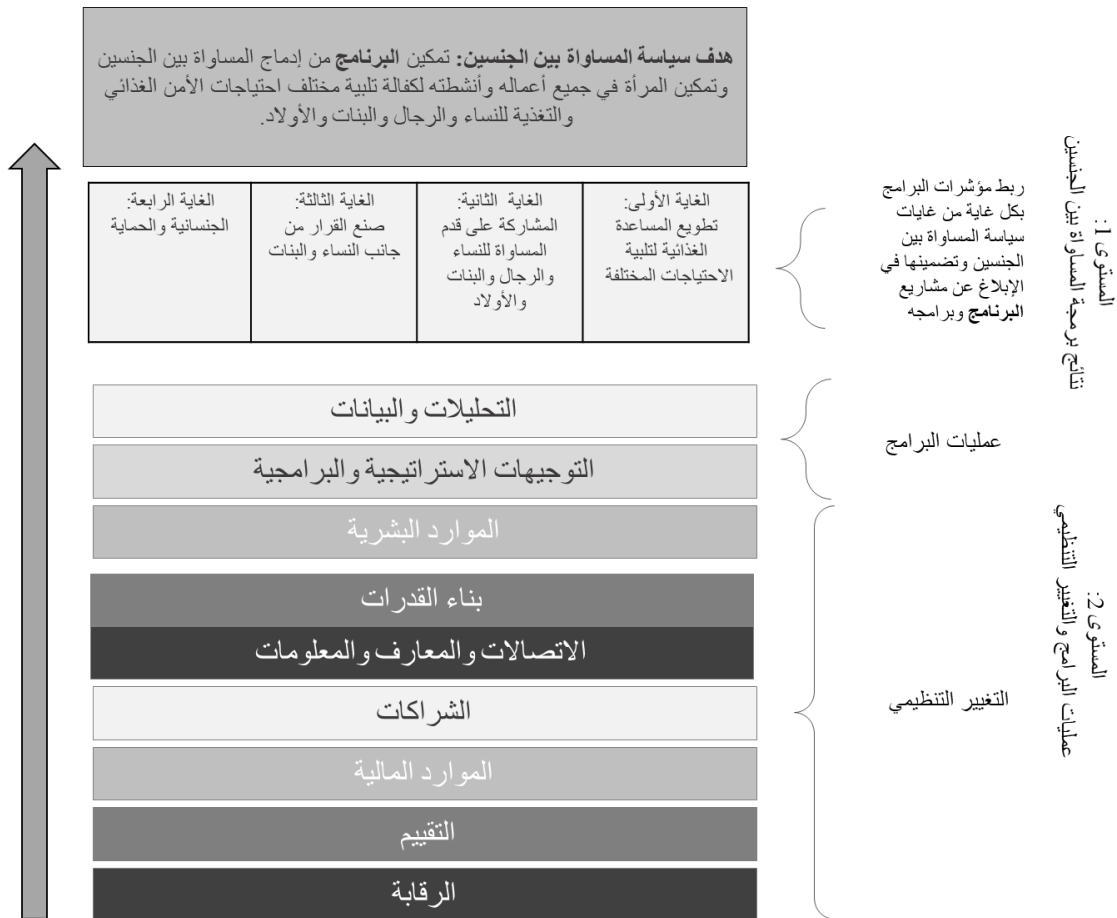 هدف سياسة المساواة بين الجنسين: تمكين البرنامج من إدماج المساواة بين الجنسين
وتمكين المرأة في جميع أعماله وأنشطته لكفالة تلبية مختلف احتياجات الأمن الغذائي
والتغذية للنساء والرجال والبنات والأولاد.
المستوى 1:
نتائج برمجة المساواة بين الجنسين
ربط مؤشرات البرامج
بكل غاية من غايات
سياسة المساواة بين
الجنسين وتضمينها في
الإبلاغ عن مشاريع
البرنامج وبرامجه
الغاية الأولى:
تطويع المساعدة
الغذائية لتلبية
الاحتياجات المختلفة
الغاية الثانية:
المشاركة على قدم
المساواة للنساء
والرجال والبنات
والأولاد
الغاية الثالثة:
صنع القرار من
جانب النساء والبنات
الغاية الرابعة:
الجنسانية والحماية
المستوى 2:
عمليات البرامج والتغيير التنظيمي
عمليات البرامج
التحليلات والبيانات
التوجيهات الاستراتيجية والبرامجية
التغيير التنظيمي
الموارد البشرية
بناء القدرات
الاتصالات والمعارف والمعلومات
الشراكات
الموارد المالية
التقييم
الرقابة